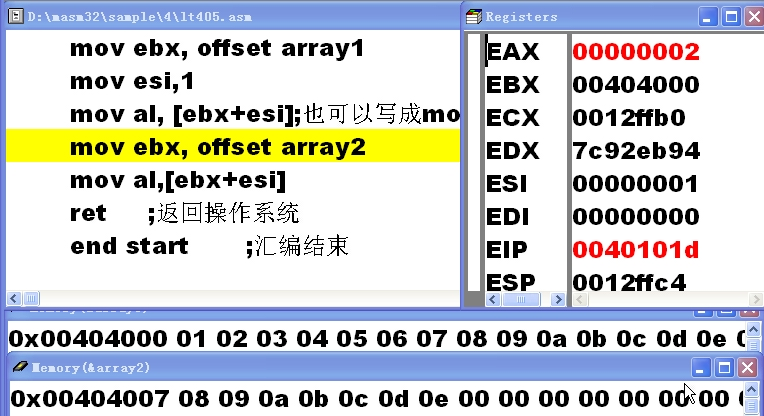 D:\masm32\sample\4\lt405.asm
mov ebx, offset array1
mov esi,1
mov al, [ebx+esi];也可以写成mo
mov ebx, offset array2
mov al,[ebx+esi]
ret ;返回操作系统
end start ;汇编结束
Registers
EAX 00000002
EBX 00404000
ECX 0012ffb0
EDX 7c92eb94
ESI 00000001
EDI 00000000
EIP 0040101d
ESP 0012ffc4
0x00404000 01 02 03 04 05 06 07 08 09 0a 0b 0c 0d 0e
Memory(&array2)
0x00404007 08 09 0a 0b 0c 0d 0e 00 00 00 00 00 00 00